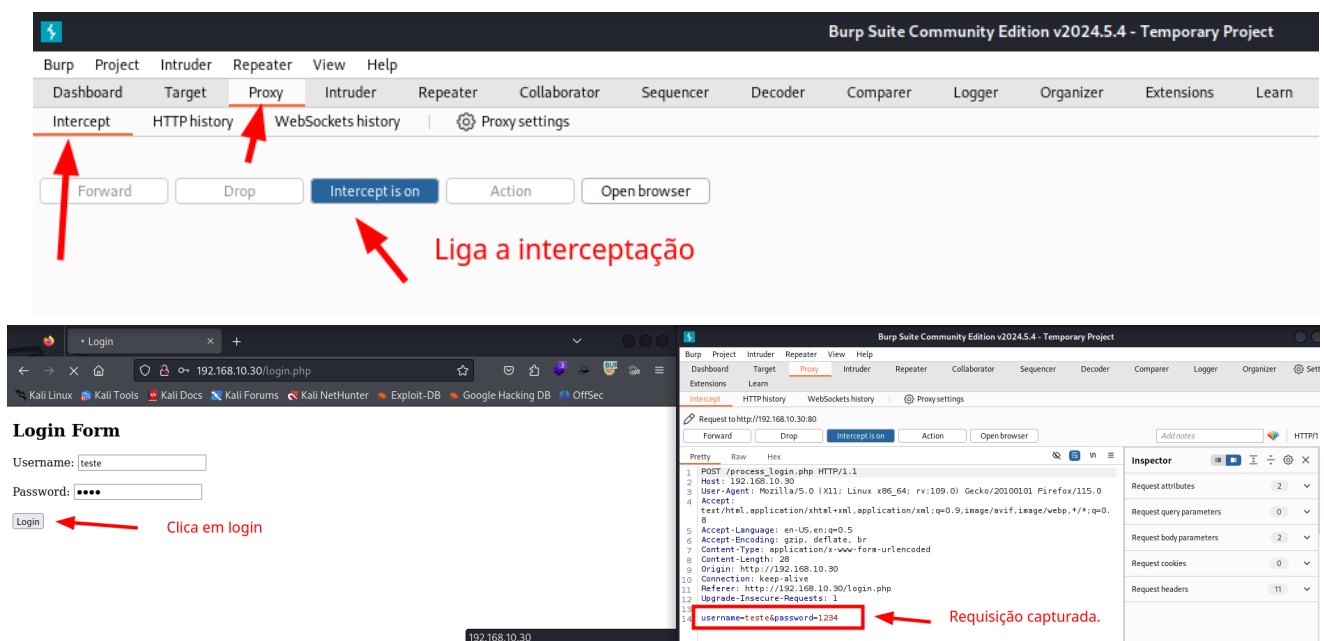 Burp Suite Community Edition v2024.5.4 - Temporary Project
Burp Project Intruder Repeater View Help
Dashboard Target Proxy Intruder Repeater Collaborator Sequencer Decoder Comparer Logger Organizer Extensions Learn
Intercept HTTP history WebSockets history Proxy settings
Forward Drop Intercept is on Action Open browser
Liga a interceptação
Login
192.168.10.30/login.php
Kali Linux Kali Tools Kali Docs Kali Forums Kali NetHunter Exploit-DB Google Hacking DB OffSec
Login Form
Username: teste
Password: ••••
Login
Clica em login
192.168.10.30
Burp Suite Community Edition v2024.5.4 - Temporary Project
Burp Project Intruder Repeater View Help
Dashboard Target Proxy Intruder Repeater Collaborator Sequencer Decoder Comparer Logger Organizer Sett
Extensions Learn
Intercept HTTP history WebSockets history Proxy settings
Request to http://192.168.10.30:80
Forward Drop Intercept is on Action Open browser Add notes HTTP/1
Pretty Raw Hex \n
1 POST /process_login.php HTTP/1.1
2 Host: 192.168.10.30
3 User-Agent: Mozilla/5.0 (X11; Linux x86_64; rv:109.0) Gecko/20100101 Firefox/115.0
4 Accept:
text/html,application/xhtml+xml,application/xml;q=0.9,image/avif,image/webp,*/*;q=0.
8
5 Accept-Language: en-US,en;q=0.5
6 Accept-Encoding: gzip, deflate, br
7 Content-Type: application/x-www-form-urlencoded
8 Content-Length: 28
9 Origin: http://192.168.10.30
10 Connection: keep-alive
11 Referer: http://192.168.10.30/login.php
12 Upgrade-Insecure-Requests: 1
13
14 username=teste&password=1234
Requisição capturada.
Inspector
Request attributes 2
Request query parameters 0
Request body parameters 2
Request cookies 0
Request headers 11